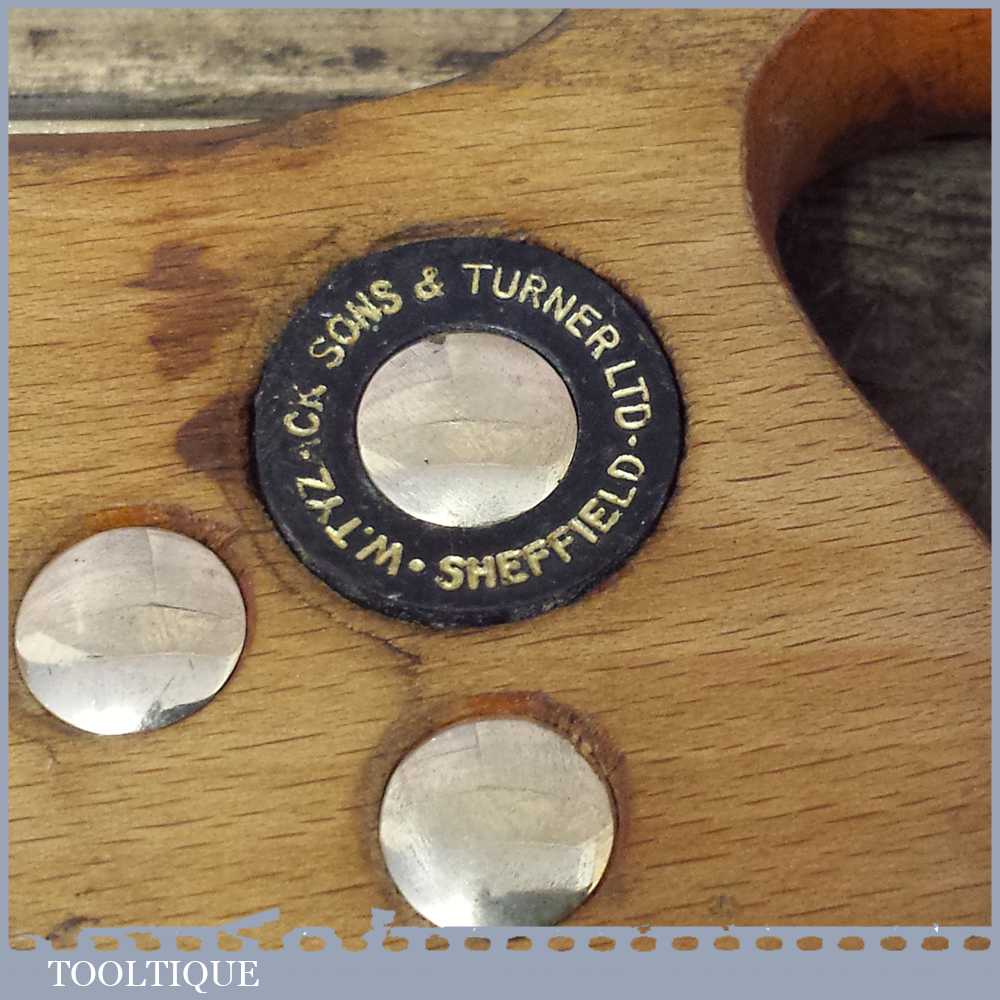 W. TYZACK SONS & TURNER LTD · SHEFFIELD ·
TOOLTIQUE